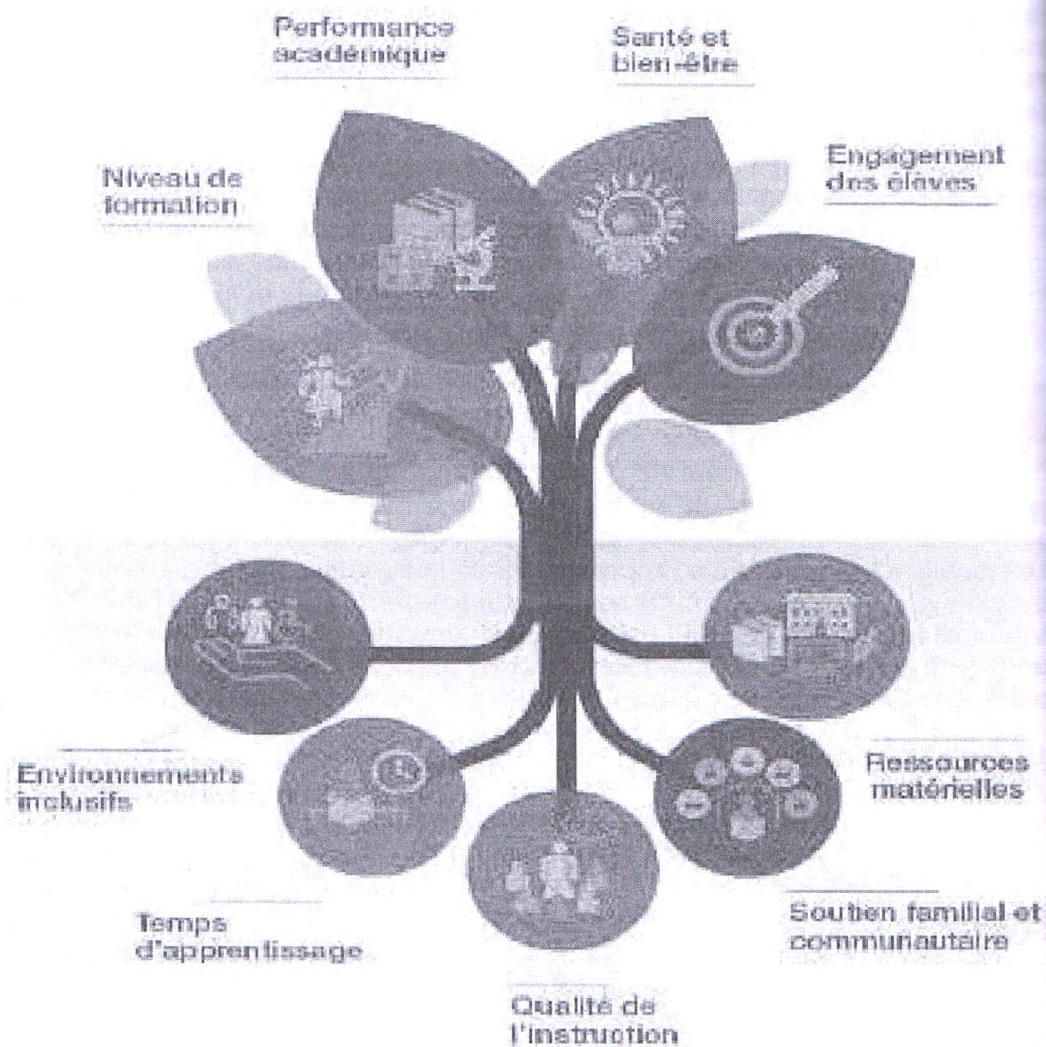 Performance
académique
Santé et
bien-être
Engagement
des élèves
Niveau de
formation
Environnements
inclusifs
Ressources
matérielles
Temps
d'apprentissage
Soutien familial et
communautaire
Qualité de
l'instruction